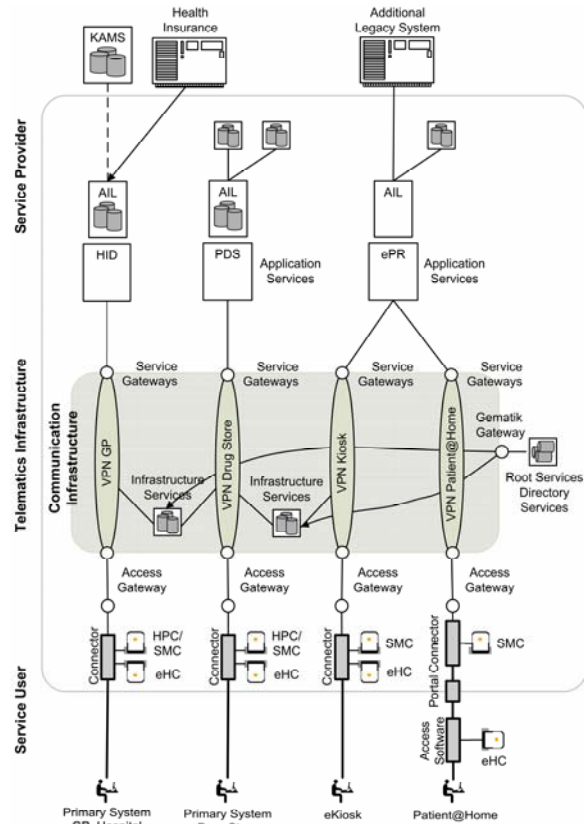 Health
Insurance
Additional
Legacy System
KAMS
Service Provider
AIL
AIL
AIL
HID
PDS
Application
Services
ePR
Application
Services
Service
Gateways
Service
Gateways
Service
Gateways
Service
Gateways
Telematics Infrastructure
Communication
Infrastructure
VPN GP
VPN Drug Store
VPN Kiosk
VPN Patient@Home
Gematik
Gateway
Infrastructure
Services
Infrastructure
Services
Root Services
Directory
Services
Access
Gateway
Access
Gateway
Access
Gateway
Access
Gateway
Service User
Connector
HPC/
SMC
eHC
Connector
HPC/
SMC
eHC
Connector
SMC
eHC
Portal Connector
SMC
Access
Software
eHC
Primary System
GP, Hospital
Primary System
eKiosk
Patient@Home